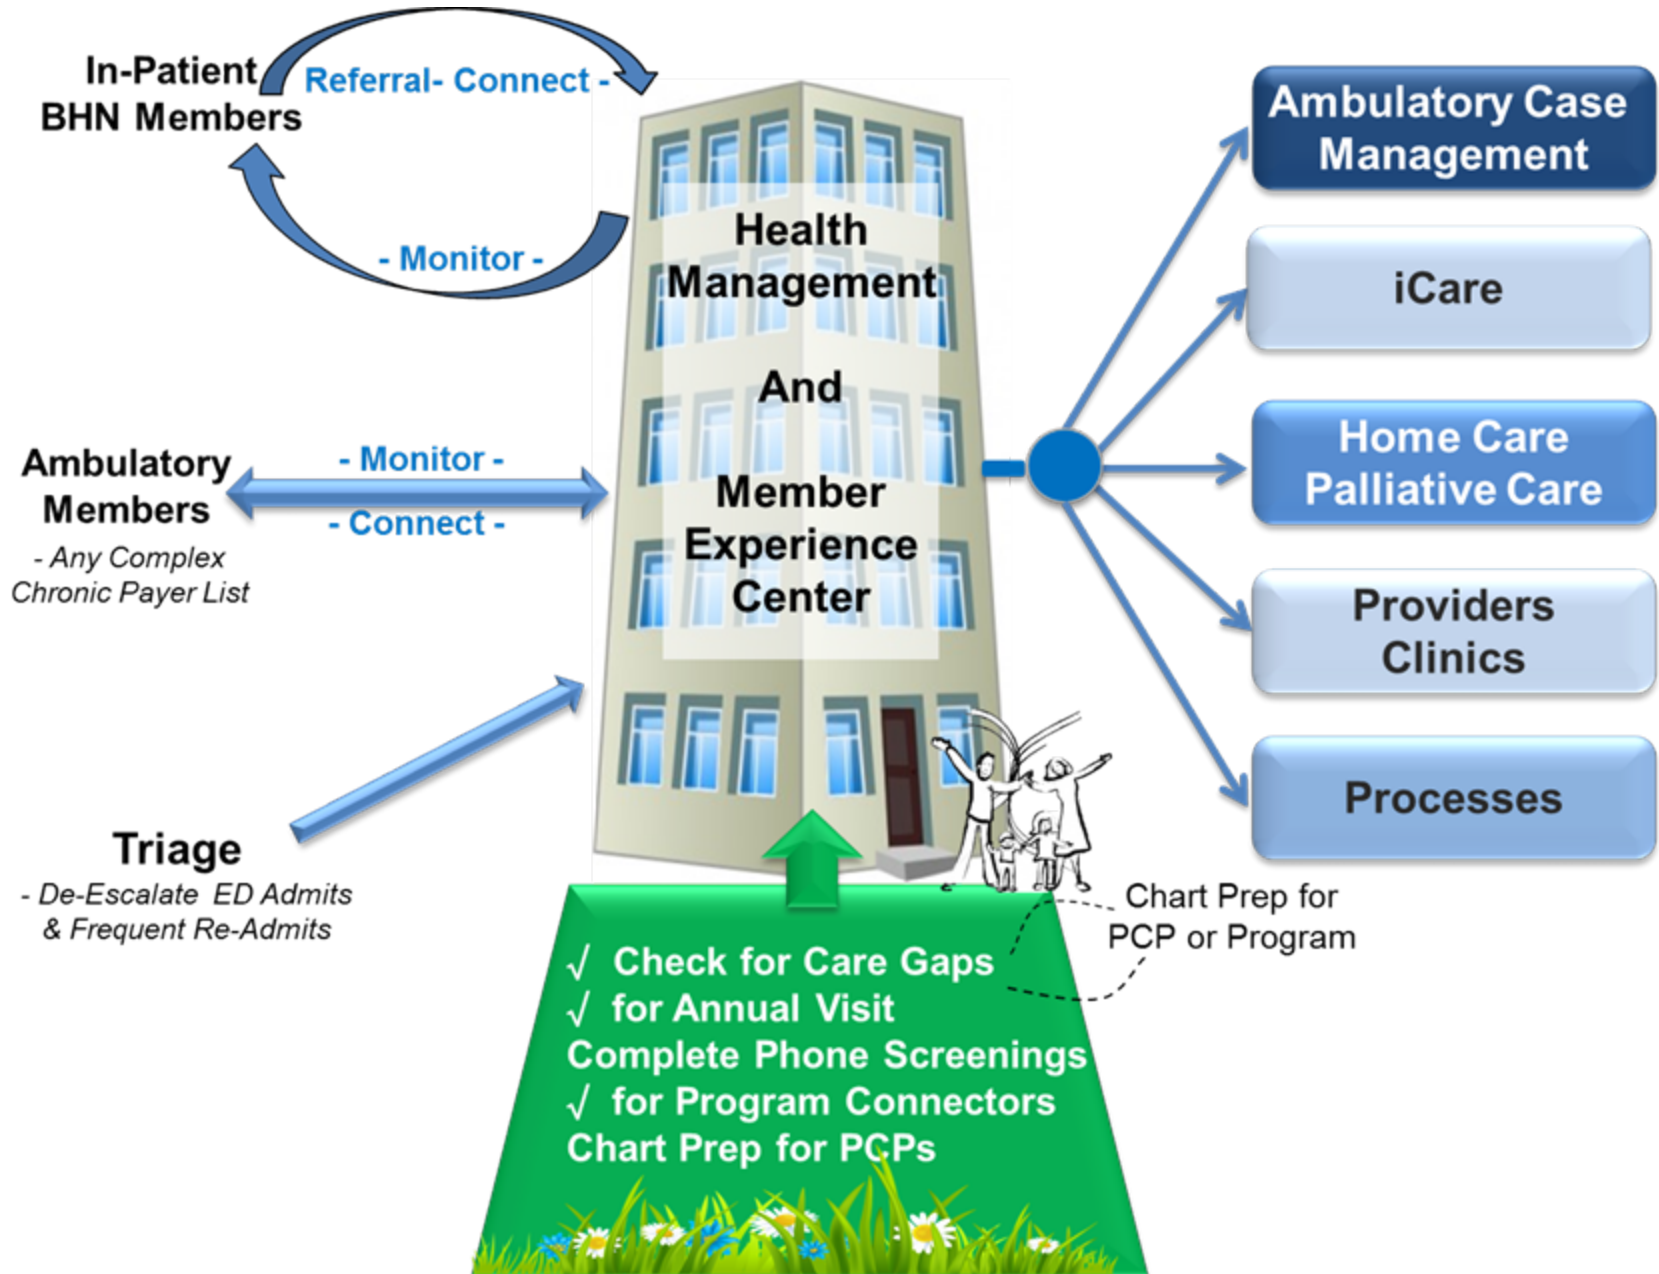 In-Patient
BHN Members
Referral- Connect -
- Monitor -
Ambulatory
Members
- Any Complex
Chronic Payer List
- Monitor -
- Connect -
Triage
- De-Escalate ED Admits
& Frequent Re-Admits
Health
Management
And
Member
Experience
Center
Ambulatory Case
Management
iCare
Home Care
Palliative Care
Providers
Clinics
Processes
Chart Prep for
PCP or Program
√ Check for Care Gaps
√ for Annual Visit
Complete Phone Screenings
√ for Program Connectors
Chart Prep for PCPs